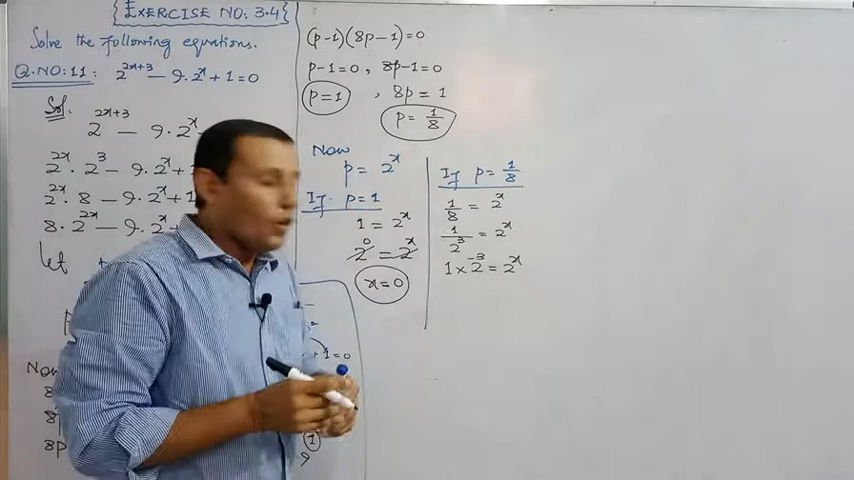 EXERCISE NO: 3.4
Solve the following equations.
Q.NO:11: 2^{2x+3} - 9.2^x + 1 = 0
Sol. 2^{2x+3} - 9.2^x
2^{2x}.2^3 - 9.2^x +
2^{2x}.8 - 9.2^x + 1
8.2^{2x} - 9.2^x
let
Now
8p
+1=0
1
(p-1)(8p-1)=0
p-1=0, 8p-1=0
p=1, 8p=1
p=1/8
Now
p=2^x
If p=1
1=2^x
2^0=2^x
x=0
If p=1/8
1/8=2^x
1/2^3=2^x
1×2^{-3}=2^x